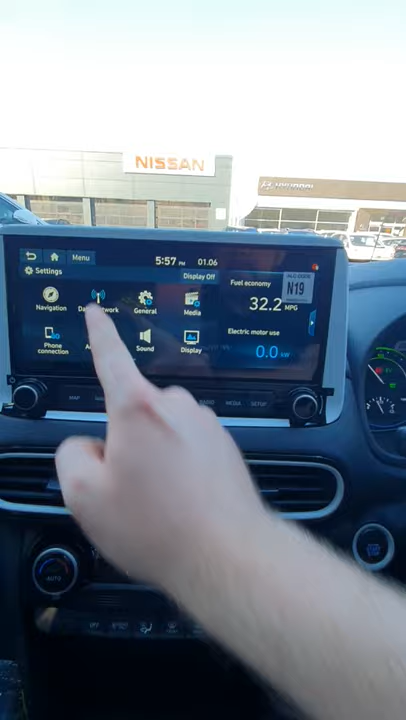 NISSAN
HYUNDAI
Menu
5:57 PM
01.06
Display Off
Settings
Fuel economy
N19
Navigation
General
Media
32.2 MPG
Electric motor use
Phone
connection
Sound
Display
0.0 kW
MAP
RADIO
MEDIA
SETUP
AUTO